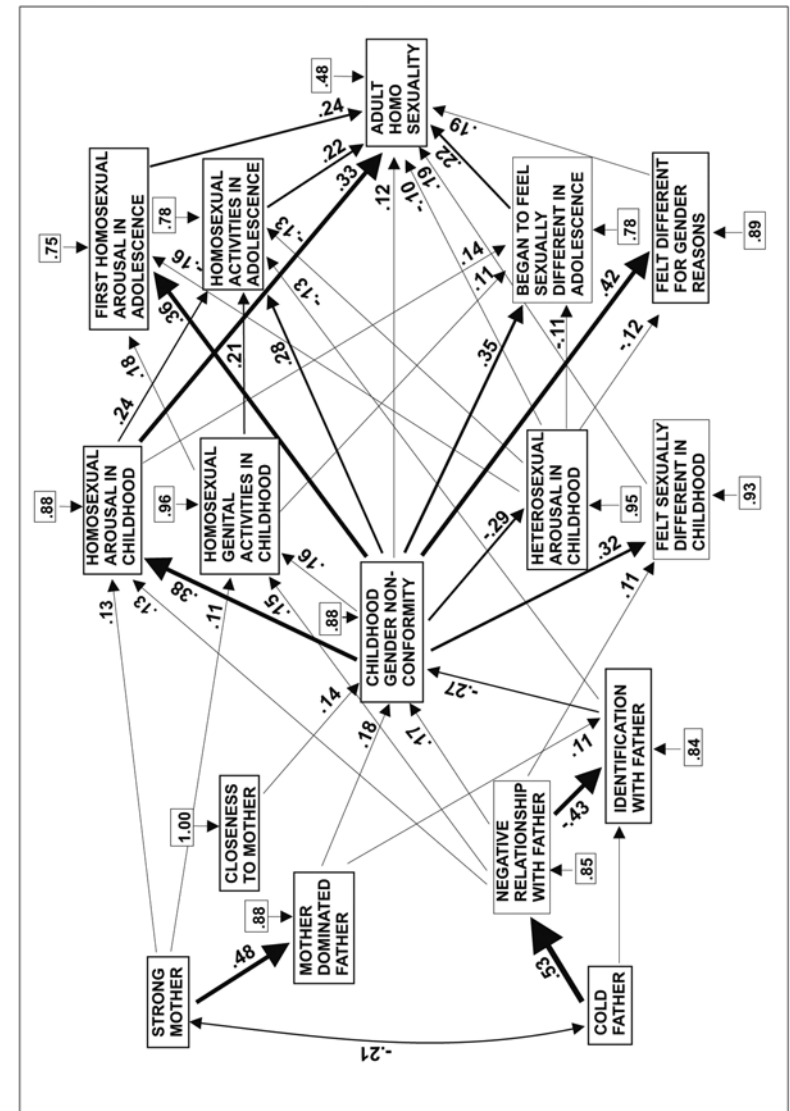 STRONG
MOTHER
1.00
.88
.75
.13
HOMOSEXUAL
AROUSAL IN
CHILDHOOD
FIRST HOMOSEXUAL
AROUSAL IN
ADOLESCENCE
.13
.24
.18
.36
-.16
.78
.38
.96
.48
.11
HOMOSEXUAL
GENITAL
ACTIVITIES IN
CHILDHOOD
HOMOSEXUAL
ACTIVITIES IN
ADOLESCENCE
.21
CLOSENESS
TO MOTHER
.88
.15
.16
.28
-.13
-.13
.22
.24
.48
MOTHER
DOMINATED
FATHER
.14
.88
.33
.18
CHILDHOOD
GENDER NON-
CONFORMITY
.12
ADULT
HOMO
SEXUALITY
-.21
.17
-.10
.19
.22
.19
-.27
-.29
.35
.11
.14
NEGATIVE
RELATIONSHIP
WITH FATHER
HETEROSEXUAL
AROUSAL IN
CHILDHOOD
BEGAN TO FEEL
SEXUALLY
DIFFERENT IN
ADOLESCENCE
.53
-.43
.11
.32
-.11
.42
.85
.95
.78
COLD
FATHER
IDENTIFICATION
WITH FATHER
.11
-.12
FELT SEXUALLY
DIFFERENT IN
CHILDHOOD
FELT DIFFERENT
FOR GENDER
REASONS
.84
.93
.89